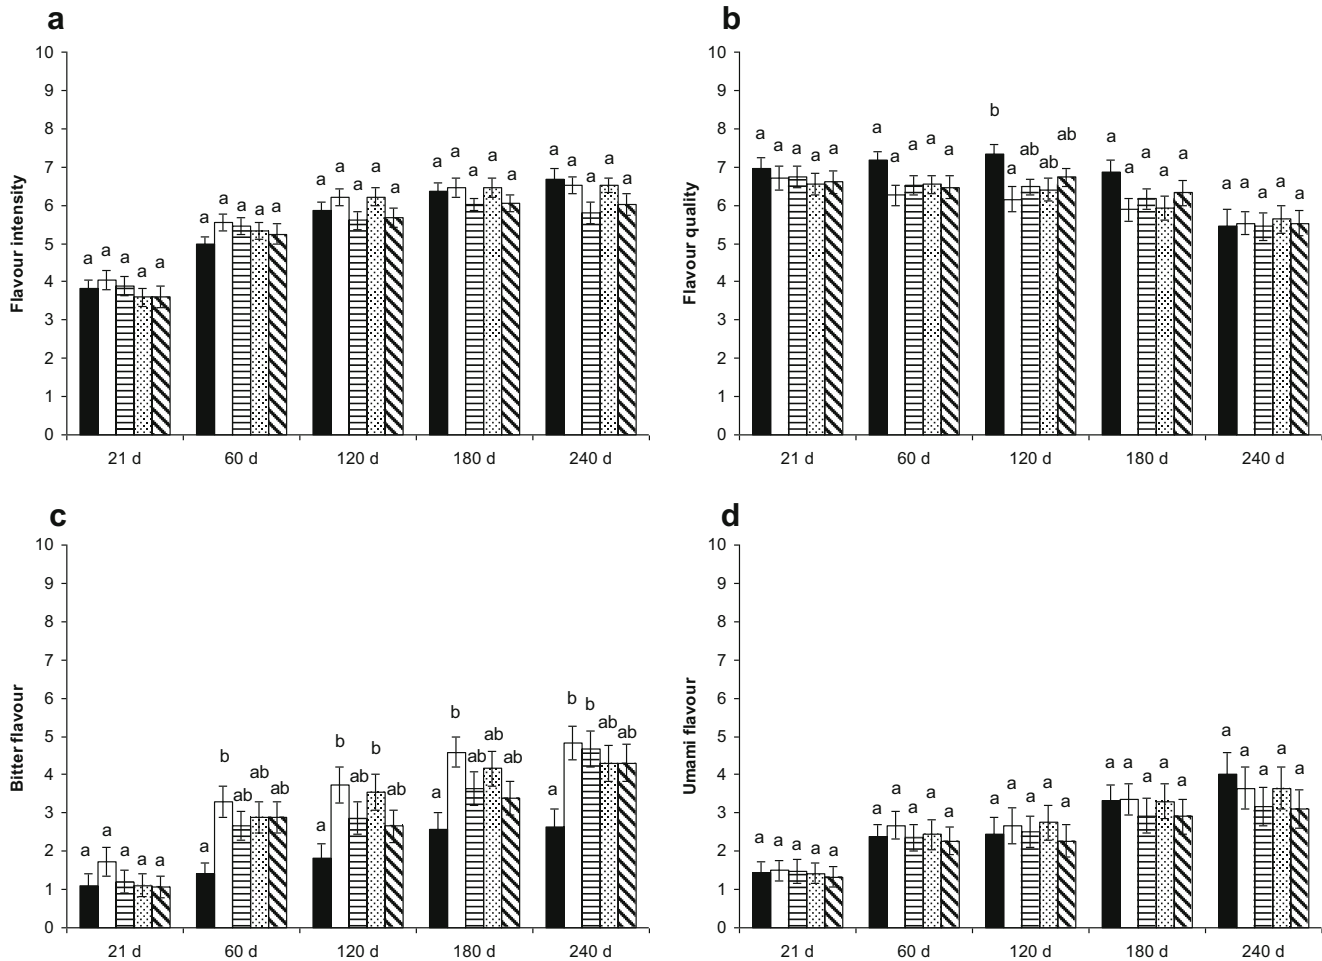 a
10
9
8
7
6
5
4
3
2
1
0
Flavour intensity
a a a a a
a a a a a
a a a a a
a a a a a
a a a a a
21 d 60 d 120 d 180 d 240 d
b
10
9
8
7
6
5
4
3
2
1
0
Flavour quality
a a a a a
a a a a a
b a ab ab ab
a a a a a
a a a a a
21 d 60 d 120 d 180 d 240 d
c
10
9
8
7
6
5
4
3
2
1
0
Bitter flavour
a a a a a
a b ab ab ab
a b ab b ab
a b ab ab ab
a b b ab ab
21 d 60 d 120 d 180 d 240 d
d
10
9
8
7
6
5
4
3
2
1
0
Umami flavour
a a a a a
a a a a a
a a a a a
a a a a a
a a a a a
21 d 60 d 120 d 180 d 240 d